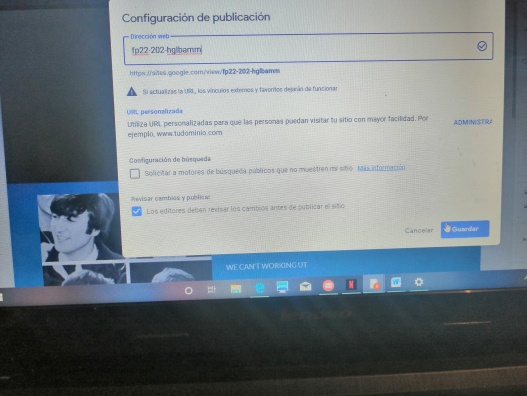 Configuración de publicación
Dirección web
fp22-202-hglbamm
https://sites.google.com/view/fp22-202-hglbamm
Si actualizas la URL, los vínculos externos y favoritos dejarán de funcionar
URL personalizada
Utiliza URL personalizadas para que las personas puedan visitar tu sitio con mayor facilidad. Por
ejemplo, www.tudominio.com
ADMINISTRA
Configuración de búsqueda
Solicitar a motores de búsqueda públicos que no muestren mi sitio Más información
Revisar cambios y publicar
Los editores deben revisar los cambios antes de publicar el sitio
Cancelar
Guardar
WE CAN'T WORKING UT